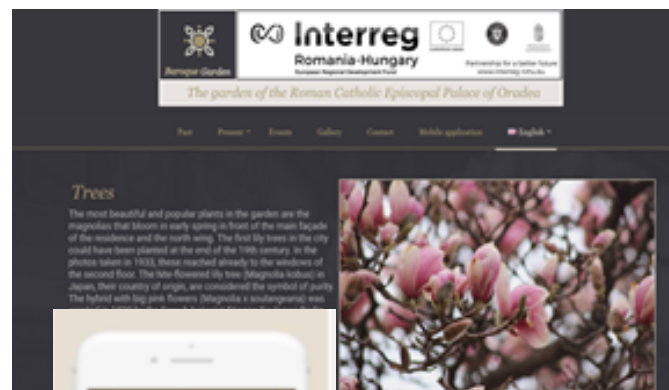 Interreg
Romania-Hungary
EUROPEAN UNION
European Regional Development Fund
Partnership for a better future
www.interreg-rohu.eu
Baroque Garden
The garden of the Roman Catholic Episcopal Palace of Oradea
Past Present Events Gallery Contact Mobile application English
Trees
The most beautiful and popular plants in the garden are the
magnolias that bloom in early spring in front of the main façade
of the residence and the north wing. The first lily trees in the city
could have been planted at the end of the 19th century. In the
photos taken in 1933, these reached already to the windows of
the second floor. The hite-flowered lily tree (Magnolia kobus) in
Japan, their country of origin, are considered the symbol of purity.
The hybrid with big pink flowers (Magnolia x soulangeana) was